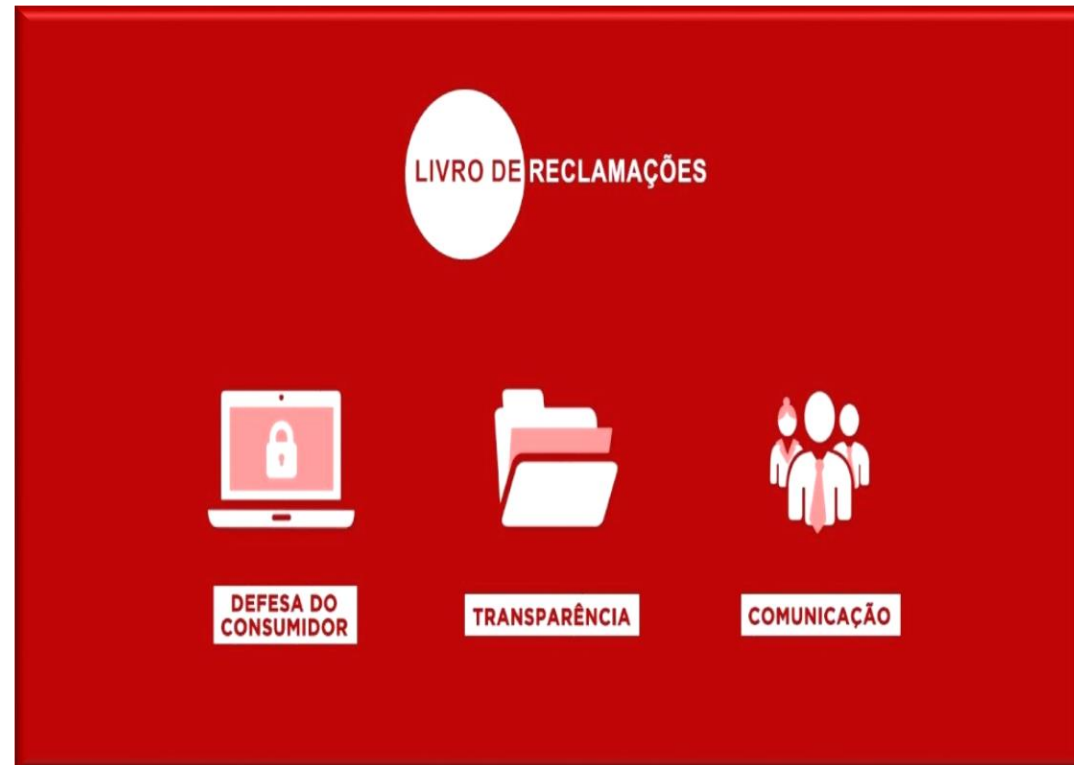 LIVRO DE RECLAMAÇÕES
DEFESA DO
CONSUMIDOR
TRANSPARÊNCIA
COMUNICAÇÃO